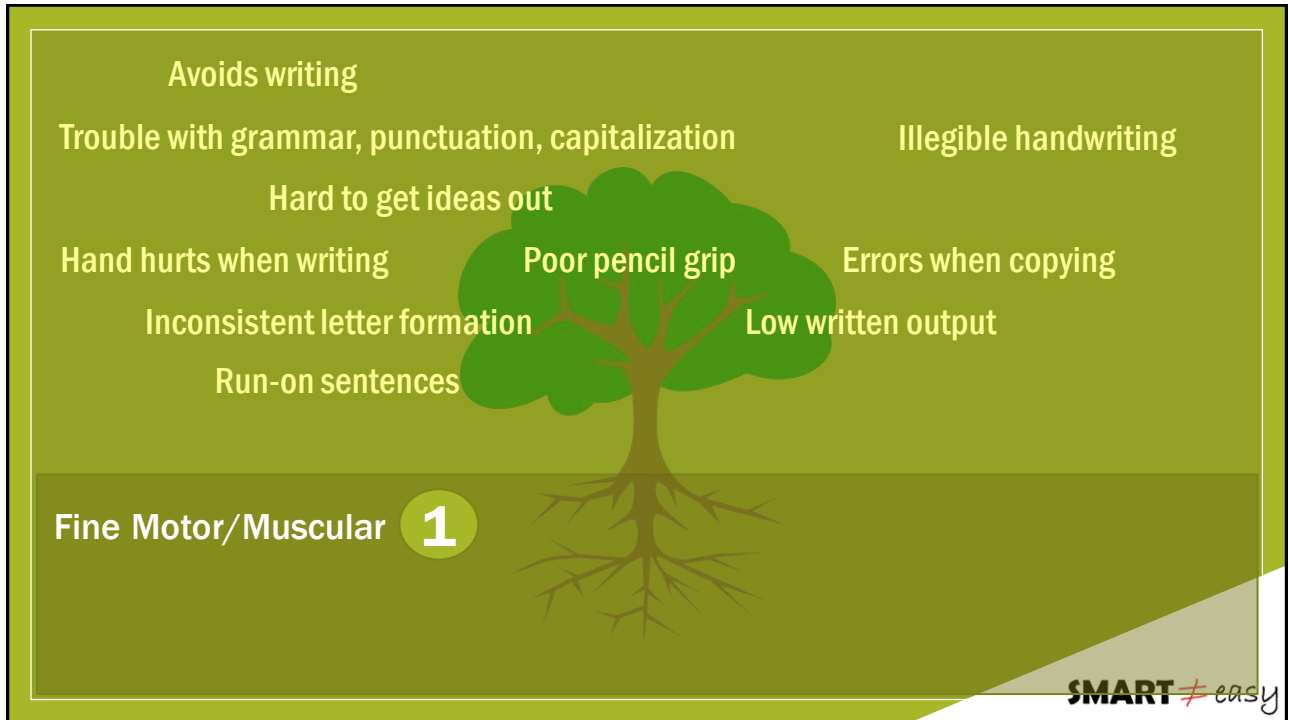 Avoids writing
Trouble with grammar, punctuation, capitalization
Illegible handwriting
Hard to get ideas out
Hand hurts when writing
Poor pencil grip
Errors when copying
Inconsistent letter formation
Low written output
Run-on sentences
Fine Motor/Muscular 1
SMART ≠ easy